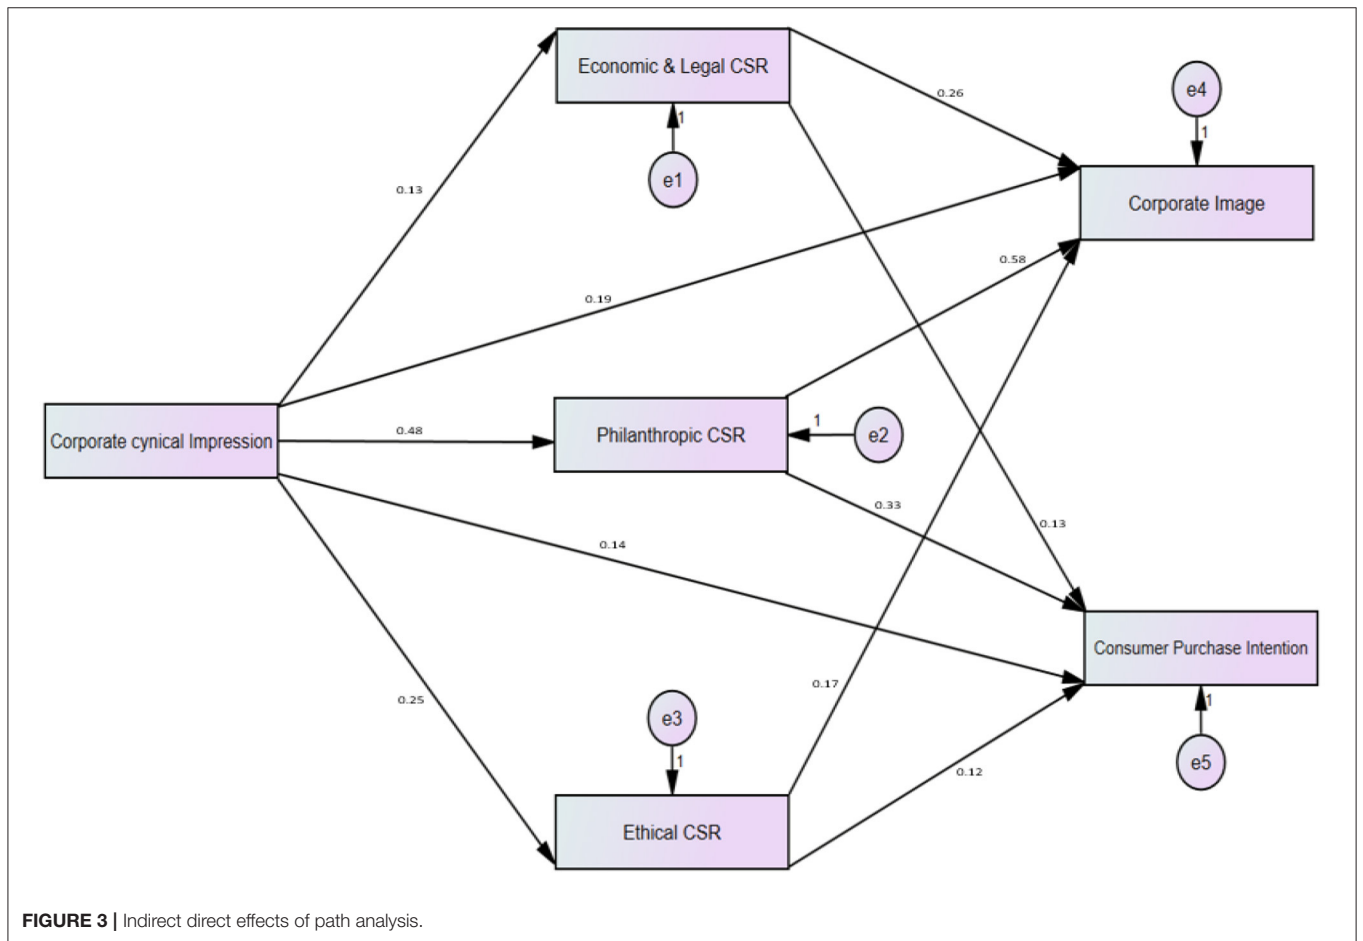 Economic & Legal CSR
0.26
e4
1
1
e1
0.13
Corporate Image
0.58
0.19
Corporate cynical Impression
0.48
Philanthropic CSR
1
e2
0.33
0.13
0.14
Consumer Purchase Intention
0.25
0.17
e3
1
1
0.12
e5
Ethical CSR
FIGURE 3 | Indirect direct effects of path analysis.